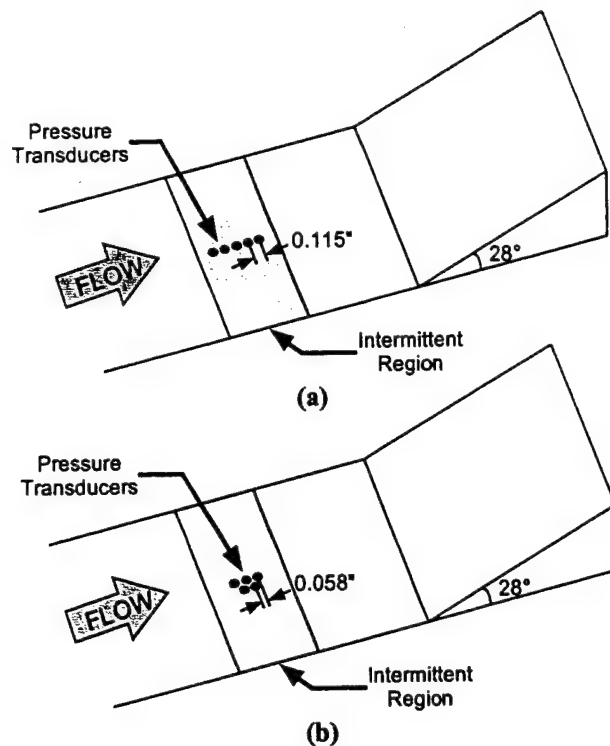 Pressure
Transducers
0.115"
FLOW
28°
Intermittent
Region
(a)
Pressure
Transducers
0.058"
FLOW
28°
Intermittent
Region
(b)